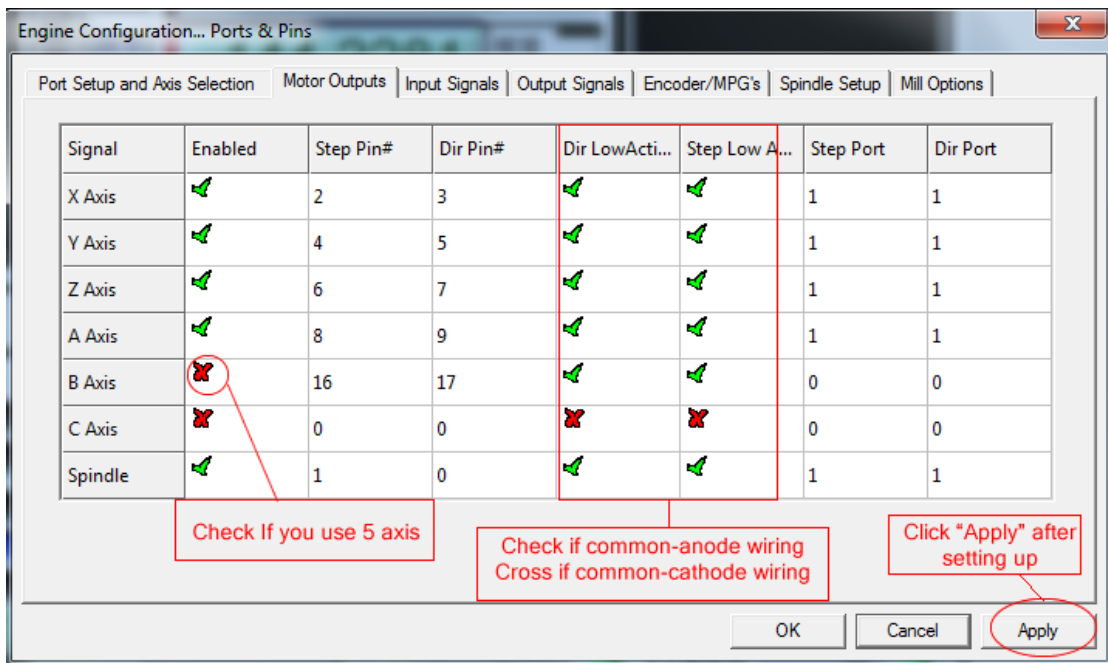 Engine Configuration... Ports & Pins
Port Setup and Axis Selection Motor Outputs Input Signals Output Signals Encoder/MPG's Spindle Setup Mill Options
Signal Enabled Step Pin# Dir Pin# Dir LowActi... Step Low A... Step Port Dir Port
X Axis 2 3 1 1
Y Axis 4 5 1 1
Z Axis 6 7 1 1
A Axis 8 9 1 1
B Axis 16 17 0 0
C Axis 0 0 0 0
Spindle 1 0 1 1
Check If you use 5 axis
Check if common-anode wiring
Cross if common-cathode wiring
Click “Apply” after
setting up
OK Cancel Apply